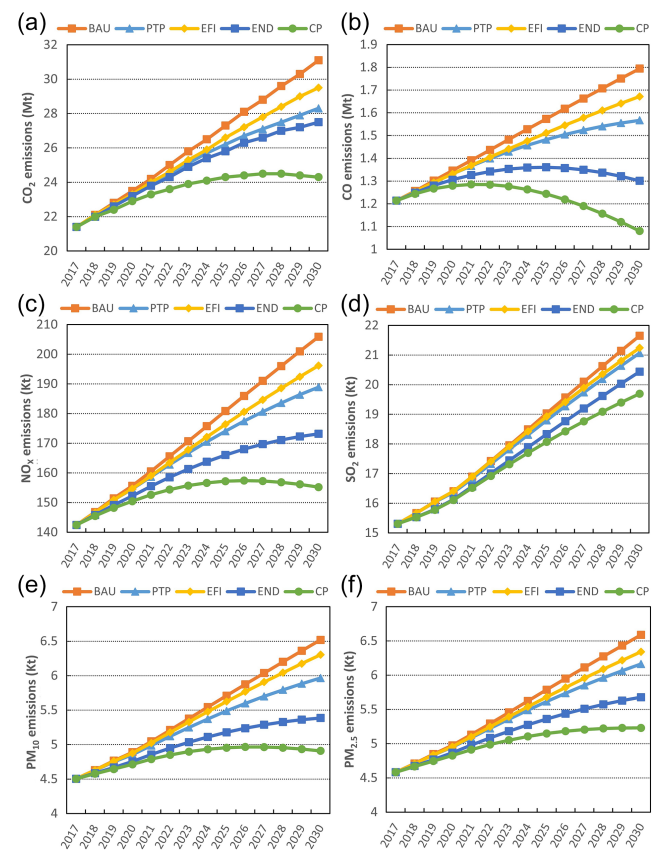 (a)
BAU PTP EFI END CP
CO2 emissions (Mt)
32
30
28
26
24
22
20
2017 2018 2019 2020 2021 2022 2023 2024 2025 2026 2027 2028 2029 2030
(b)
BAU PTP EFI END CP
CO emissions (Mt)
1.9
1.8
1.7
1.6
1.5
1.4
1.3
1.2
1.1
1
2017 2018 2019 2020 2021 2022 2023 2024 2025 2026 2027 2028 2029 2030
(c)
BAU PTP EFI END CP
NOX emissions (Kt)
210
200
190
180
170
160
150
140
2017 2018 2019 2020 2021 2022 2023 2024 2025 2026 2027 2028 2029 2030
(d)
BAU PTP EFI END CP
SO2 emissions (Kt)
22
21
20
19
18
17
16
15
2017 2018 2019 2020 2021 2022 2023 2024 2025 2026 2027 2028 2029 2030
(e)
BAU PTP EFI END CP
PM10 emissions (Kt)
7
6.5
6
5.5
5
4.5
4
2017 2018 2019 2020 2021 2022 2023 2024 2025 2026 2027 2028 2029 2030
(f)
BAU PTP EFI END CP
PM2.5 emissions (Kt)
7
6.5
6
5.5
5
4.5
4
2017 2018 2019 2020 2021 2022 2023 2024 2025 2026 2027 2028 2029 2030